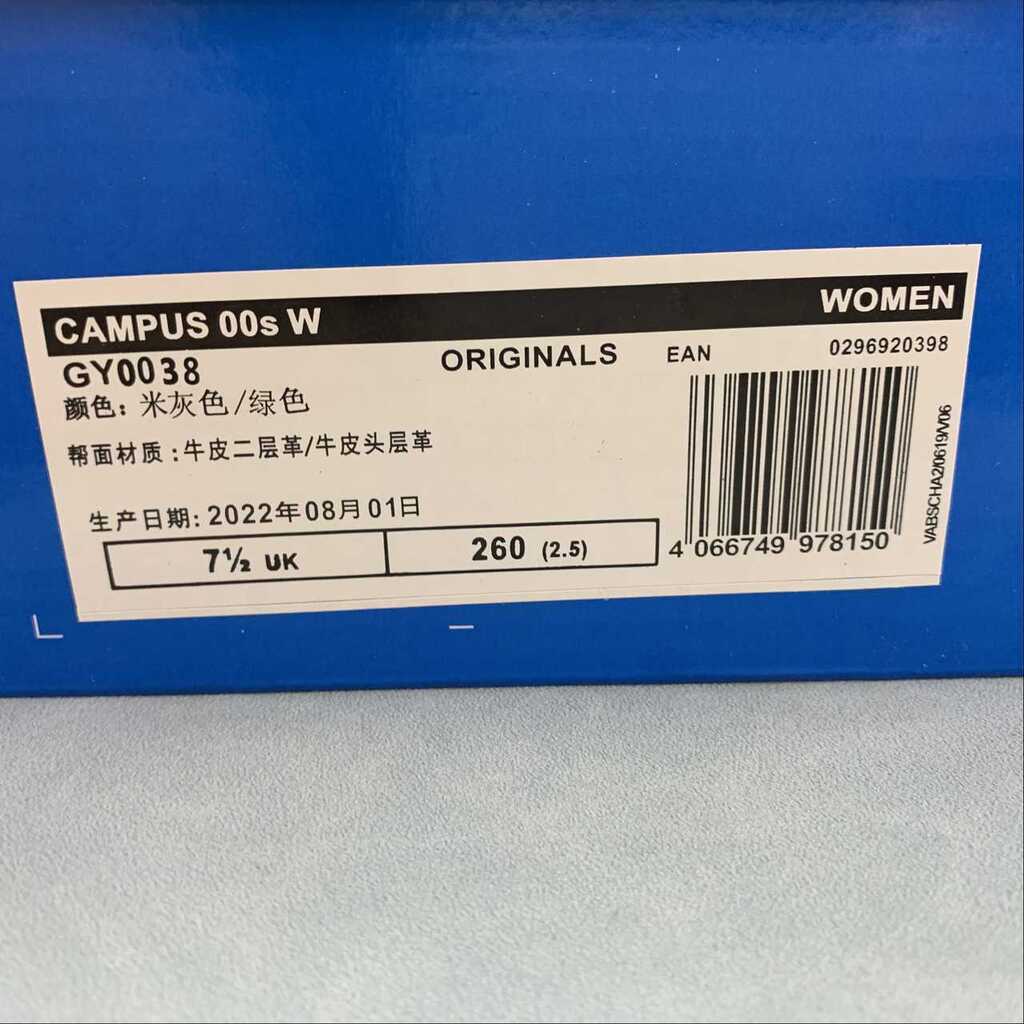 CAMPUS 00s W
WOMEN
GY0038
ORIGINALS
EAN
0296920398
颜色: 米灰色/绿色
帮面材质:牛皮二层革/牛皮头层革
生产日期:2022年08月01日
7½ UK
260 (2.5)
4 066749 978150
VABSCHA2/0619/V06